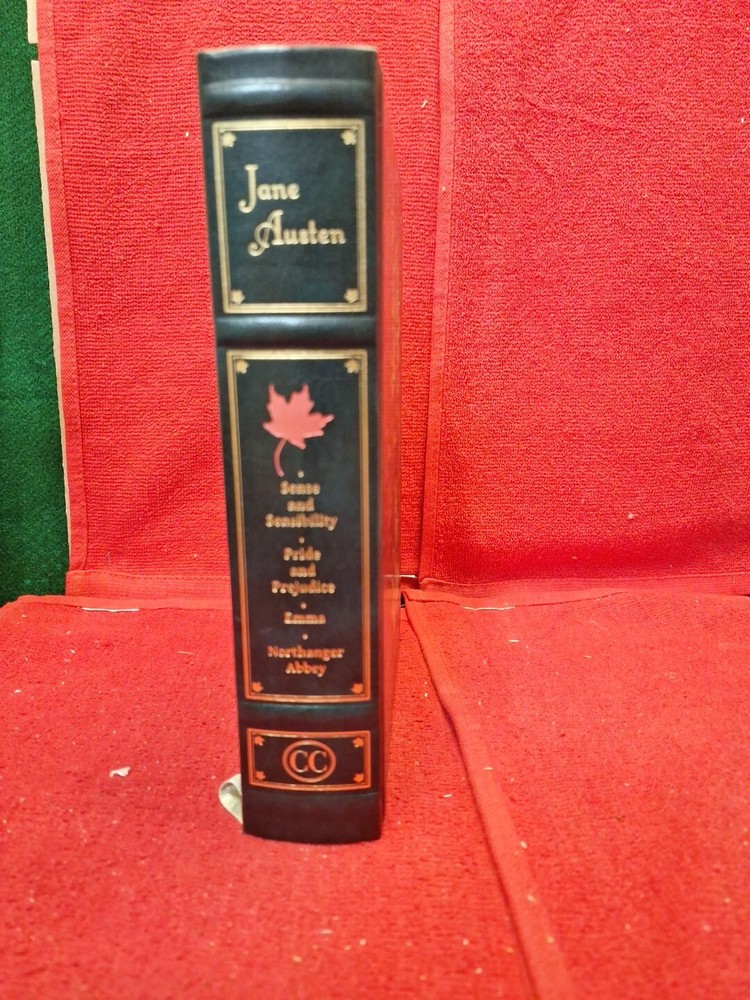 Jane
Austen
Sense
and
Sensibility
Pride
and
Prejudice
Emma
Northanger
Abbey
CC